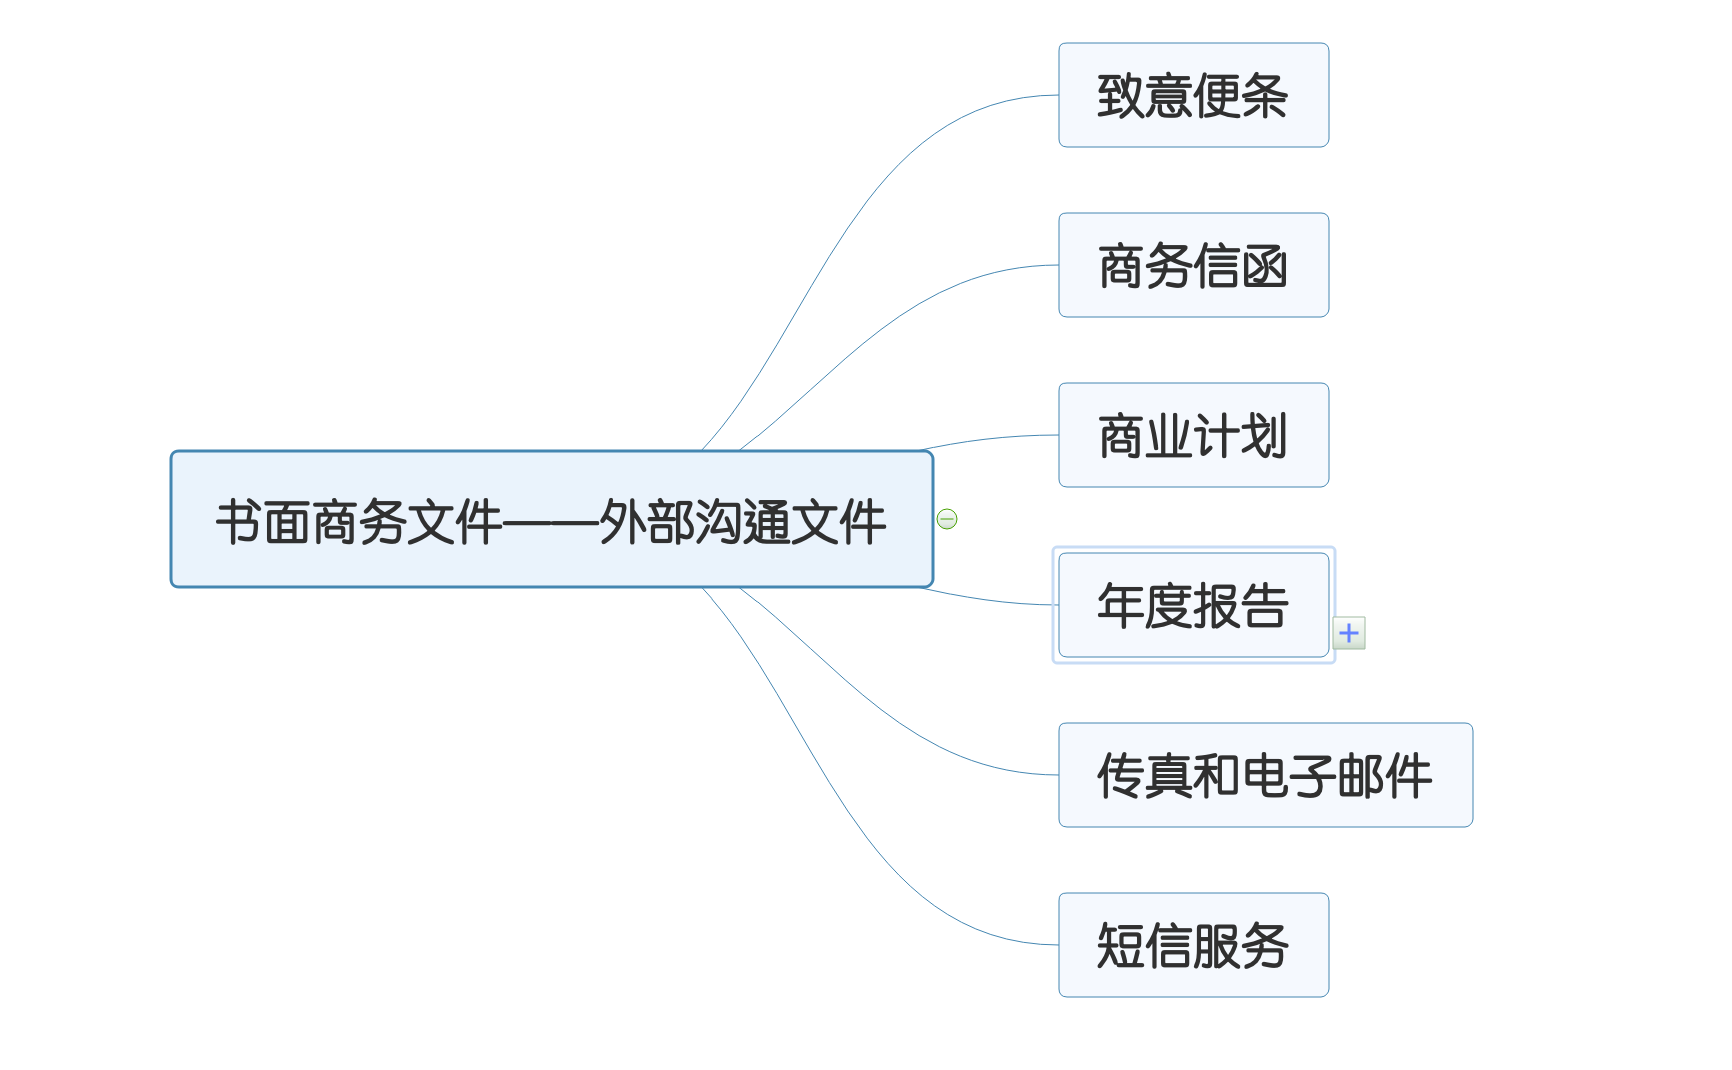 致意便条
商务信函
商业计划
书面商务文件——外部沟通文件
年度报告
传真和电子邮件
短信服务